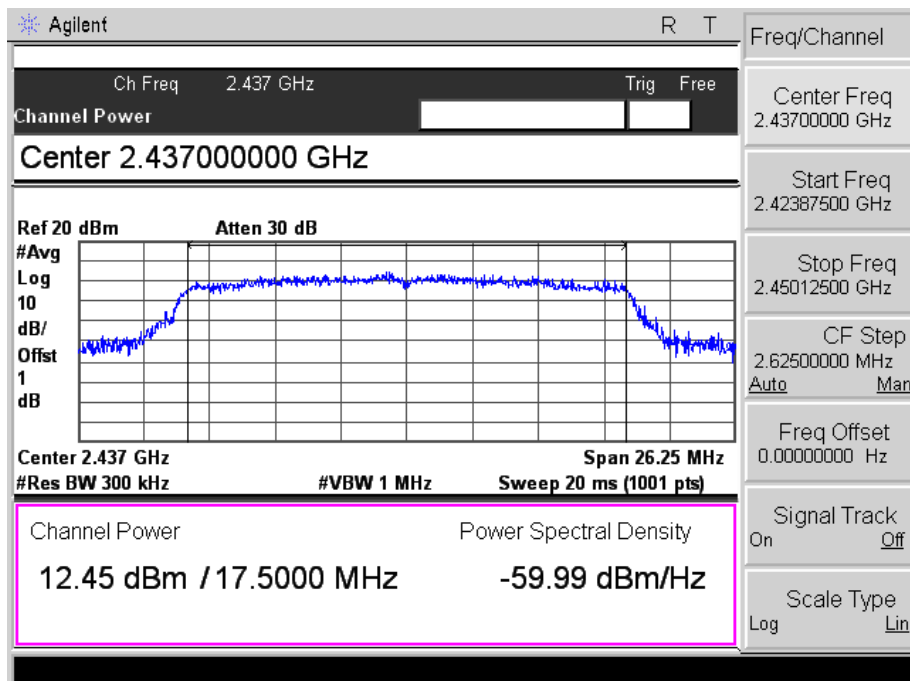 Agilent R T
Ch Freq 2.437 GHz Trig Free
Channel Power
Center 2.437000000 GHz
Ref 20 dBm Atten 30 dB
#Avg
Log
10
dB/
Offst
1
dB
Center 2.437 GHz Span 26.25 MHz
#Res BW 300 kHz #VBW 1 MHz Sweep 20 ms (1001 pts)
Channel Power Power Spectral Density
12.45 dBm / 17.5000 MHz -59.99 dBm/Hz
Freq/Channel
Center Freq
2.43700000 GHz
Start Freq
2.42387500 GHz
Stop Freq
2.45012500 GHz
CF Step
2.62500000 MHz
Auto Man
Freq Offset
0.00000000 Hz
Signal Track
On Off
Scale Type
Log Lin